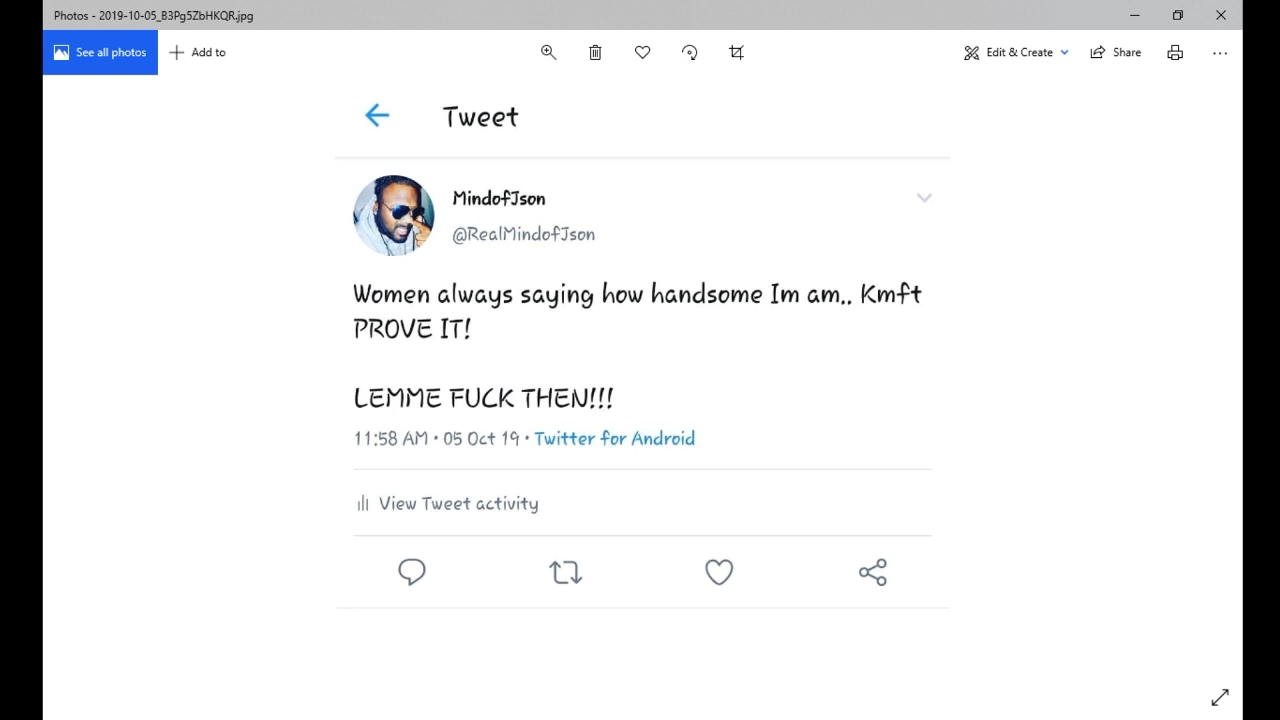 Photos - 2019-10-05_B3Pg5ZbHKQR.jpg
See all photos
Add to
Edit & Create
Share
Tweet
MindofJson
@RealMindofJson
Women always saying how handsome Im am.. Kmft
PROVE IT!
LEMME FUCK THEN!!!
11:58 AM • 05 Oct 19 • Twitter for Android
View Tweet activity